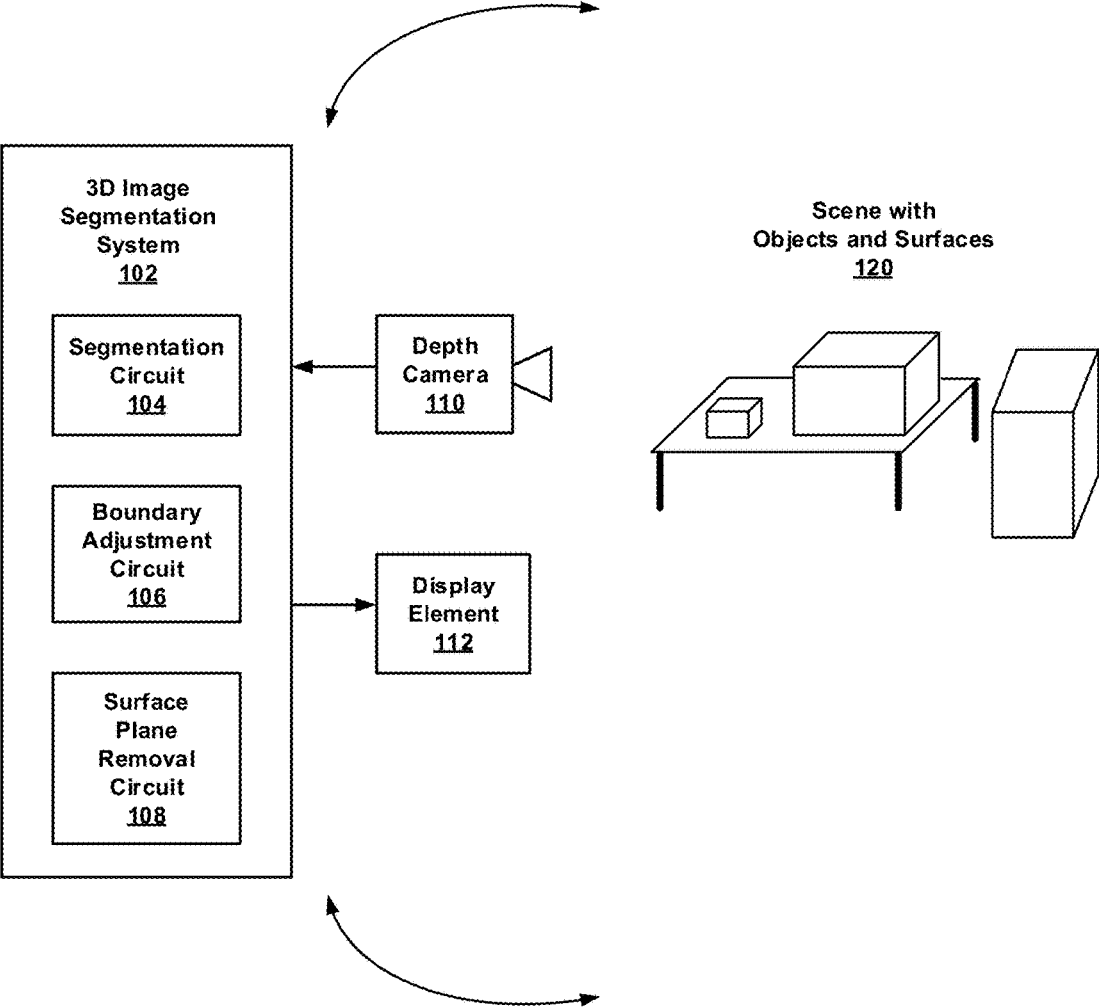 3D Image
Segmentation
System
102
Segmentation
Circuit
104
Boundary
Adjustment
Circuit
106
Surface
Plane
Removal
Circuit
108
Depth
Camera
110
Display
Element
112
Scene with
Objects and Surfaces
120